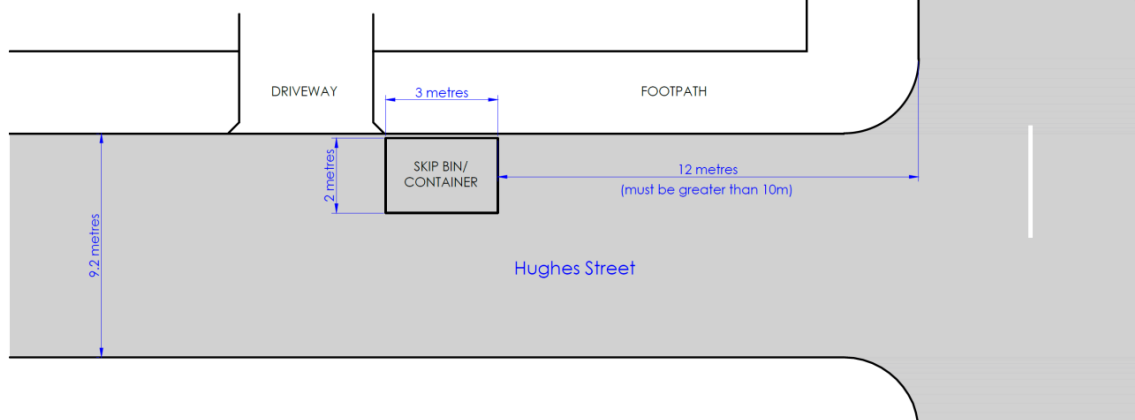 DRIVEWAY
3 metres
FOOTPATH
SKIP BIN/
CONTAINER
2 metres
12 metres
(must be greater than 10m)
9.2 metres
Hughes Street